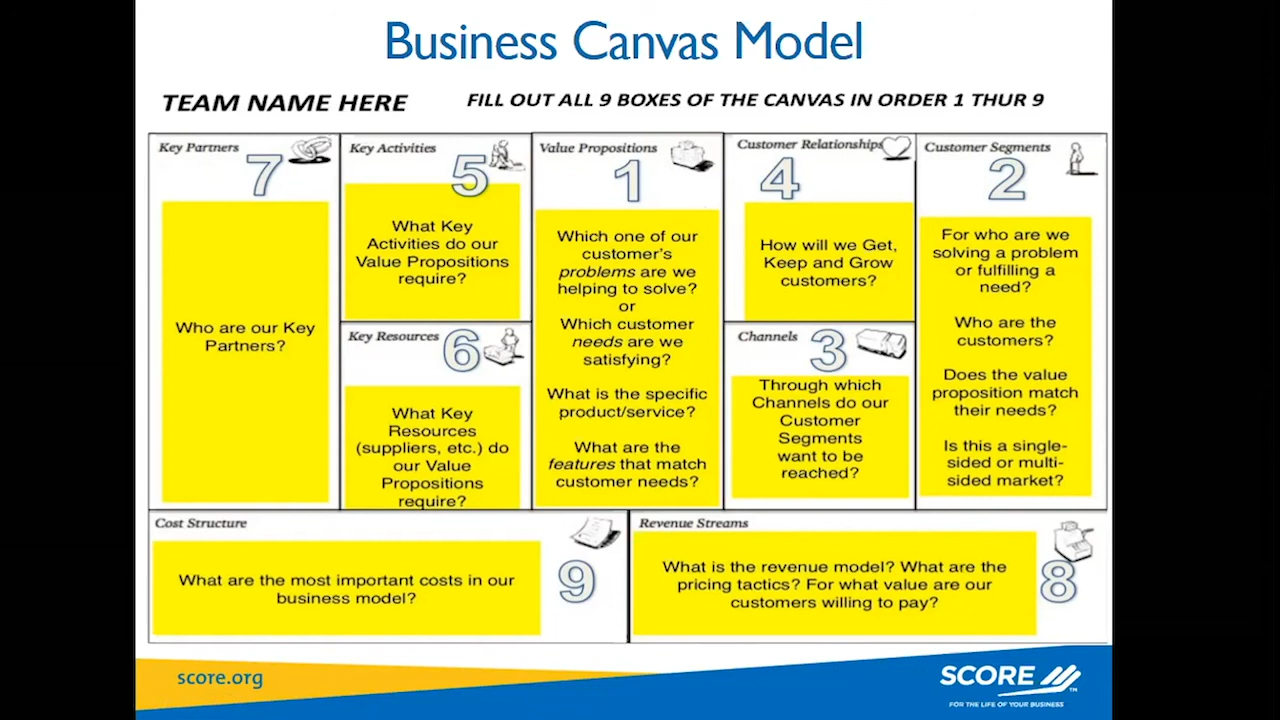 Business Canvas Model
TEAM NAME HERE
FILL OUT ALL 9 BOXES OF THE CANVAS IN ORDER 1 THUR 9
Key Partners
7
Who are our Key
Partners?
Key Activities
5
What Key
Activities do our
Value Propositions
require?
Key Resources
6
What Key
Resources
(suppliers, etc.) do
our Value
Propositions
require?
Value Propositions
1
Which one of our
customer's
problems are we
helping to solve?
or
Which customer
needs are we
satisfying?
What is the specific
product/service?
What are the
features that match
customer needs?
Customer Relationships
4
How will we Get,
Keep and Grow
customers?
Channels
3
Through which
Channels do our
Customer
Segments
want to be
reached?
Customer Segments
2
For who are we
solving a problem
or fulfilling a
need?
Who are the
customers?
Does the value
proposition match
their needs?
Is this a single-
sided or multi-
sided market?
Cost Structure
What are the most important costs in our
business model?
9
Revenue Streams
What is the revenue model? What are the
pricing tactics? For what value are our
customers willing to pay?
8
score.org
SCORE
TM
FOR THE LIFE OF YOUR BUSINESS